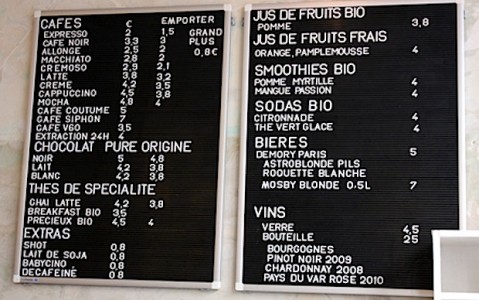 CAFES € EMPORTER
EXPRESSO 2 1,5 GRAND
CAFE NOIR 3,3 3 PLUS
ALLONGE 2,5 2 0,8€
MACCHIATO 2,8 2
CREMOSO 2,9 2,1
LATTE 3,8 3,2
CREME 4,2 3,5
CAPPUCCINO 4,5 3,8
MOCHA 4,8 4
CAFE COUTUME 5
CAFE SIPHON 7
CAFE V60 3,5
EXTRACTION 24H 4
CHOCOLAT PURE ORIGINE
NOIR 5 4,8
LAIT 4,2 3,8
BLANC 4,2 3,8
THES DE SPECIALITE
CHAI LATTE 4,2 3,8
BREAKFAST BIO 3,5
PRECIEUX BIO 4,5 4
EXTRAS
SHOT 0,8
LAIT DE SOJA 0,8
BABYCINO 0,8
DECAFEINE 0,8
JUS DE FRUITS BIO
POMME 3,8
JUS DE FRUITS FRAIS
ORANGE, PAMPLEMOUSSE 4
SMOOTHIES BIO
POMME MYRTILLE 4
MANGUE PASSION 4
SODAS BIO
CITRONNADE 4
THE VERT GLACE 4
BIERES
DEMORY PARIS 5
ASTROBLONDE PILS
ROQUETTE BLANCHE
MOSBY BLONDE 0.5L 7
VINS
VERRE 4,5
BOUTEILLE 25
BOURGOGNES
PINOT NOIR 2009
CHARDONNAY 2008
PAYS DU VAR ROSE 2010